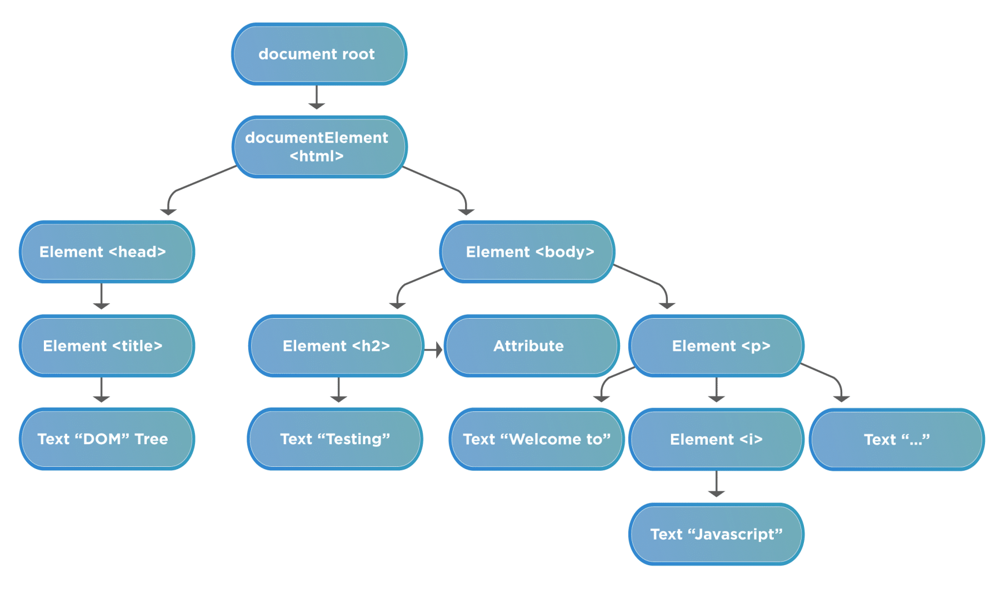 document root
documentElement
<html>
Element <head>
Element <body>
Element <title>
Element <h2>
Attribute
Element <p>
Text “DOM” Tree
Text “Testing”
Text “Welcome to”
Element <i>
Text “...”
Text “Javascript”